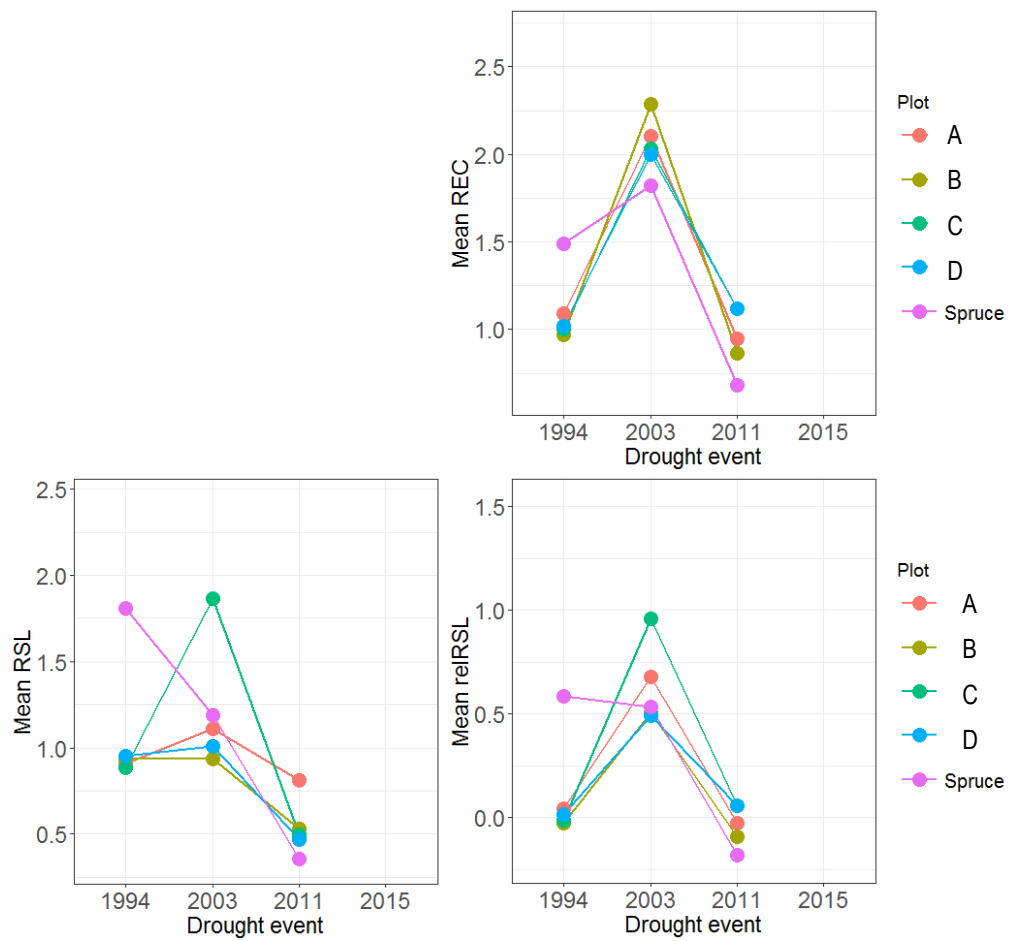 2.5
2.0
1.5
1.0
Mean REC
1994 2003 2011 2015
Drought event
Plot
A
B
C
D
Spruce
2.5
2.0
1.5
1.0
0.5
Mean RSL
1994 2003 2011 2015
Drought event
1.5
1.0
0.5
0.0
Mean relRSL
1994 2003 2011 2015
Drought event
Plot
A
B
C
D
Spruce